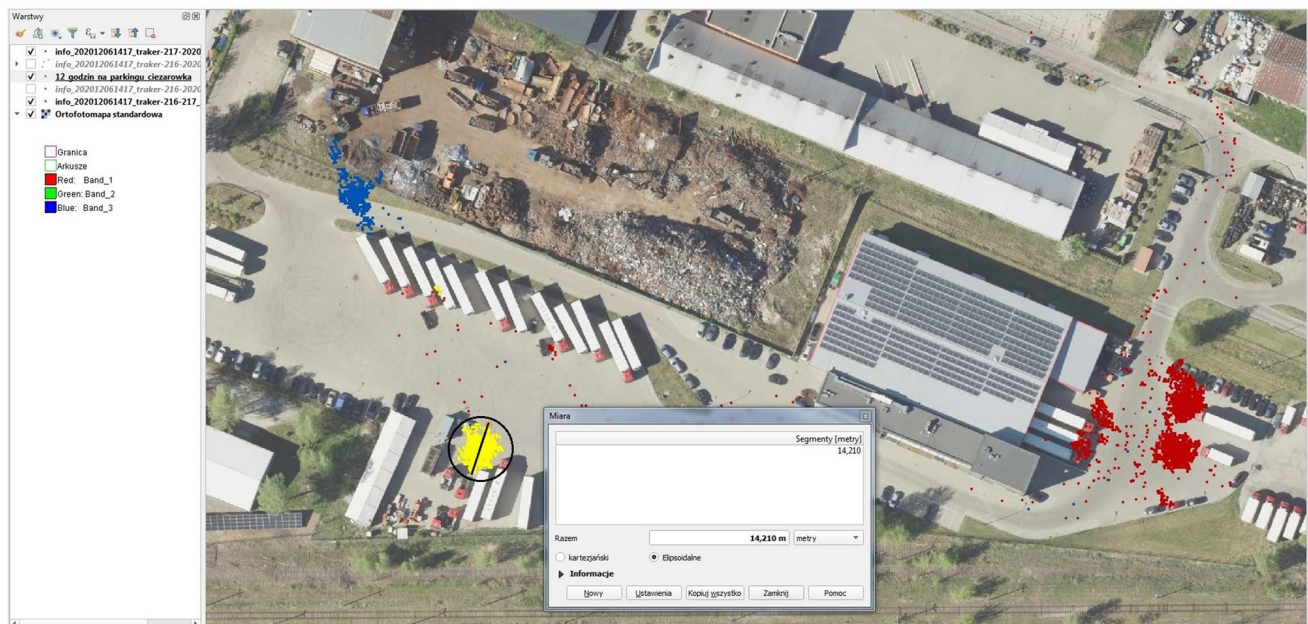 Warstwy
info_202012061417_traker-217-2020
info_202012061417_traker-216-2020
12 godzin na parkingu ciezarowka
info_202012061417_traker-216-2020
info_202012061417_traker-216-217_
Ortofotomapa standardowa
Granica
Arkusze
Red: Band_1
Green: Band_2
Blue: Band_3
Miara
Segmenty [metry]
14,210
Razem 14,210 m metry
kartezjański Elipsoidalne
Informacje
Nowy Ustawienia Kopiuj wszystko Zamknij Pomoc